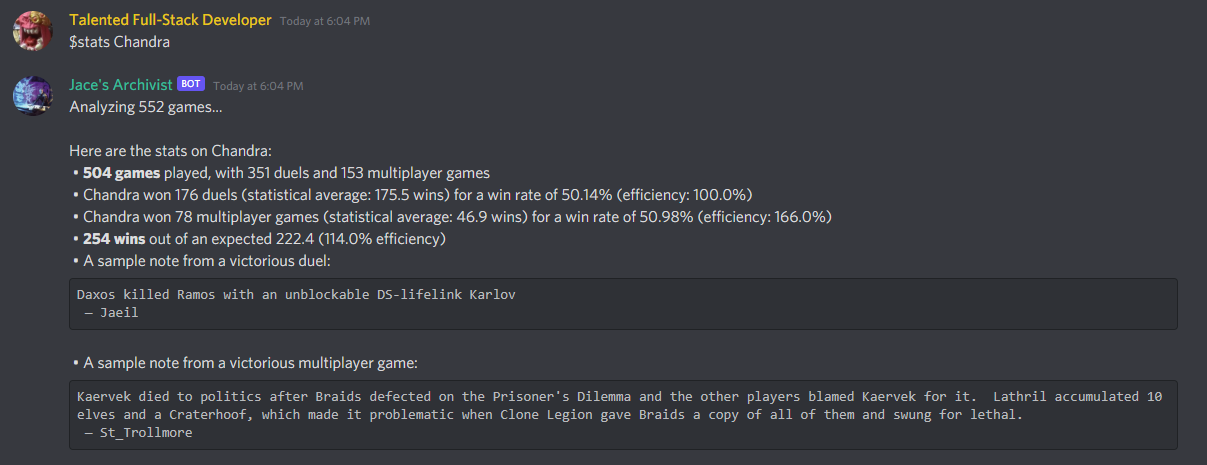 Talented Full-Stack Developer Today at 6:04 PM
$stats Chandra
Jace's Archivist BOT Today at 6:04 PM
Analyzing 552 games...
Here are the stats on Chandra:
• 504 games played, with 351 duels and 153 multiplayer games
• Chandra won 176 duels (statistical average: 175.5 wins) for a win rate of 50.14% (efficiency: 100.0%)
• Chandra won 78 multiplayer games (statistical average: 46.9 wins) for a win rate of 50.98% (efficiency: 166.0%)
• 254 wins out of an expected 222.4 (114.0% efficiency)
• A sample note from a victorious duel:
Daxos killed Ramos with an unblockable DS-lifelink Karlov
— Jaeil
• A sample note from a victorious multiplayer game:
Kaervek died to politics after Braids defected on the Prisoner's Dilemma and the other players blamed Kaervek for it.  Lathril accumulated 10
elves and a Craterhoof, which made it problematic when Clone Legion gave Braids a copy of all of them and swung for lethal.
— St_Trollmore